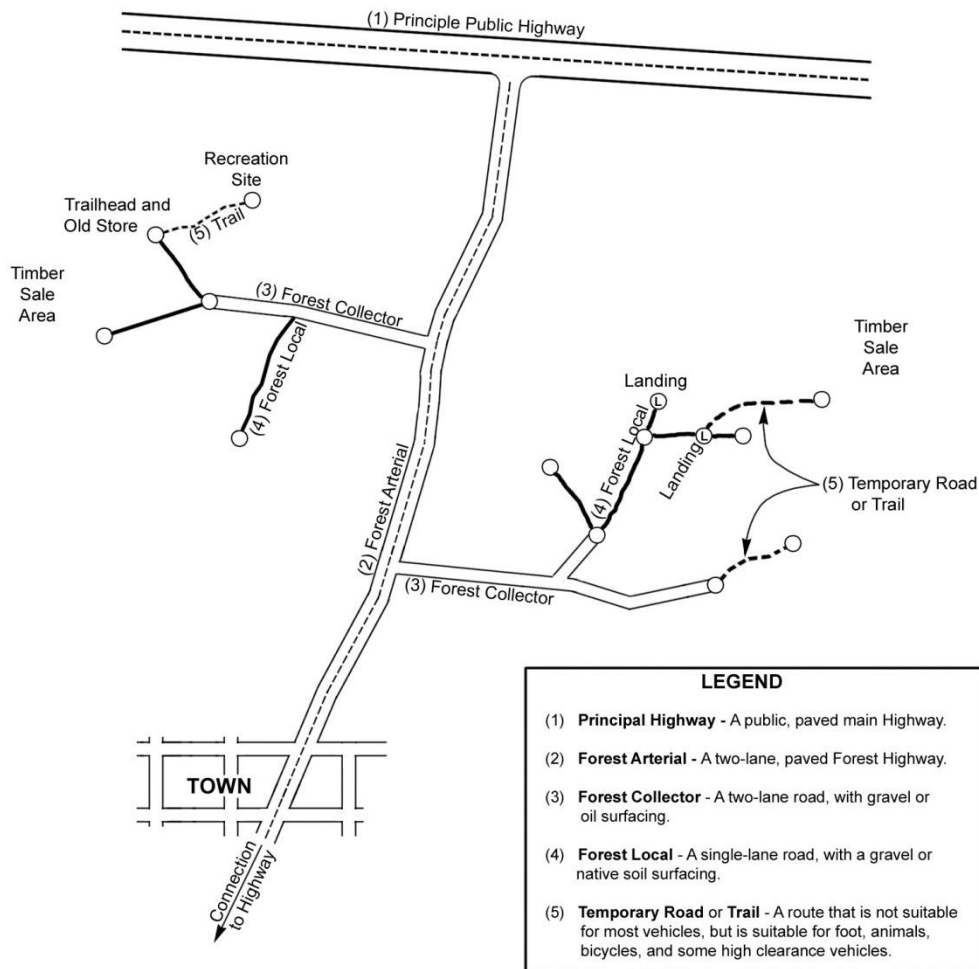 (1) Principle Public Highway
Recreation
Site
Trailhead and
Old Store
(5) Trail
Timber
Sale
Area
(3) Forest Collector
(4) Forest Local
Timber
Sale
Area
Landing
L
(4) Forest Local
L
Landing
(5) Temporary Road
or Trail
(2) Forest Arterial
(3) Forest Collector
TOWN
Connection
to Highway
LEGEND
(1) Principal Highway - A public, paved main Highway.
(2) Forest Arterial - A two-lane, paved Forest Highway.
(3) Forest Collector - A two-lane road, with gravel or
oil surfacing.
(4) Forest Local - A single-lane road, with a gravel or
native soil surfacing.
(5) Temporary Road or Trail - A route that is not suitable
for most vehicles, but is suitable for foot, animals,
bicycles, and some high clearance vehicles.